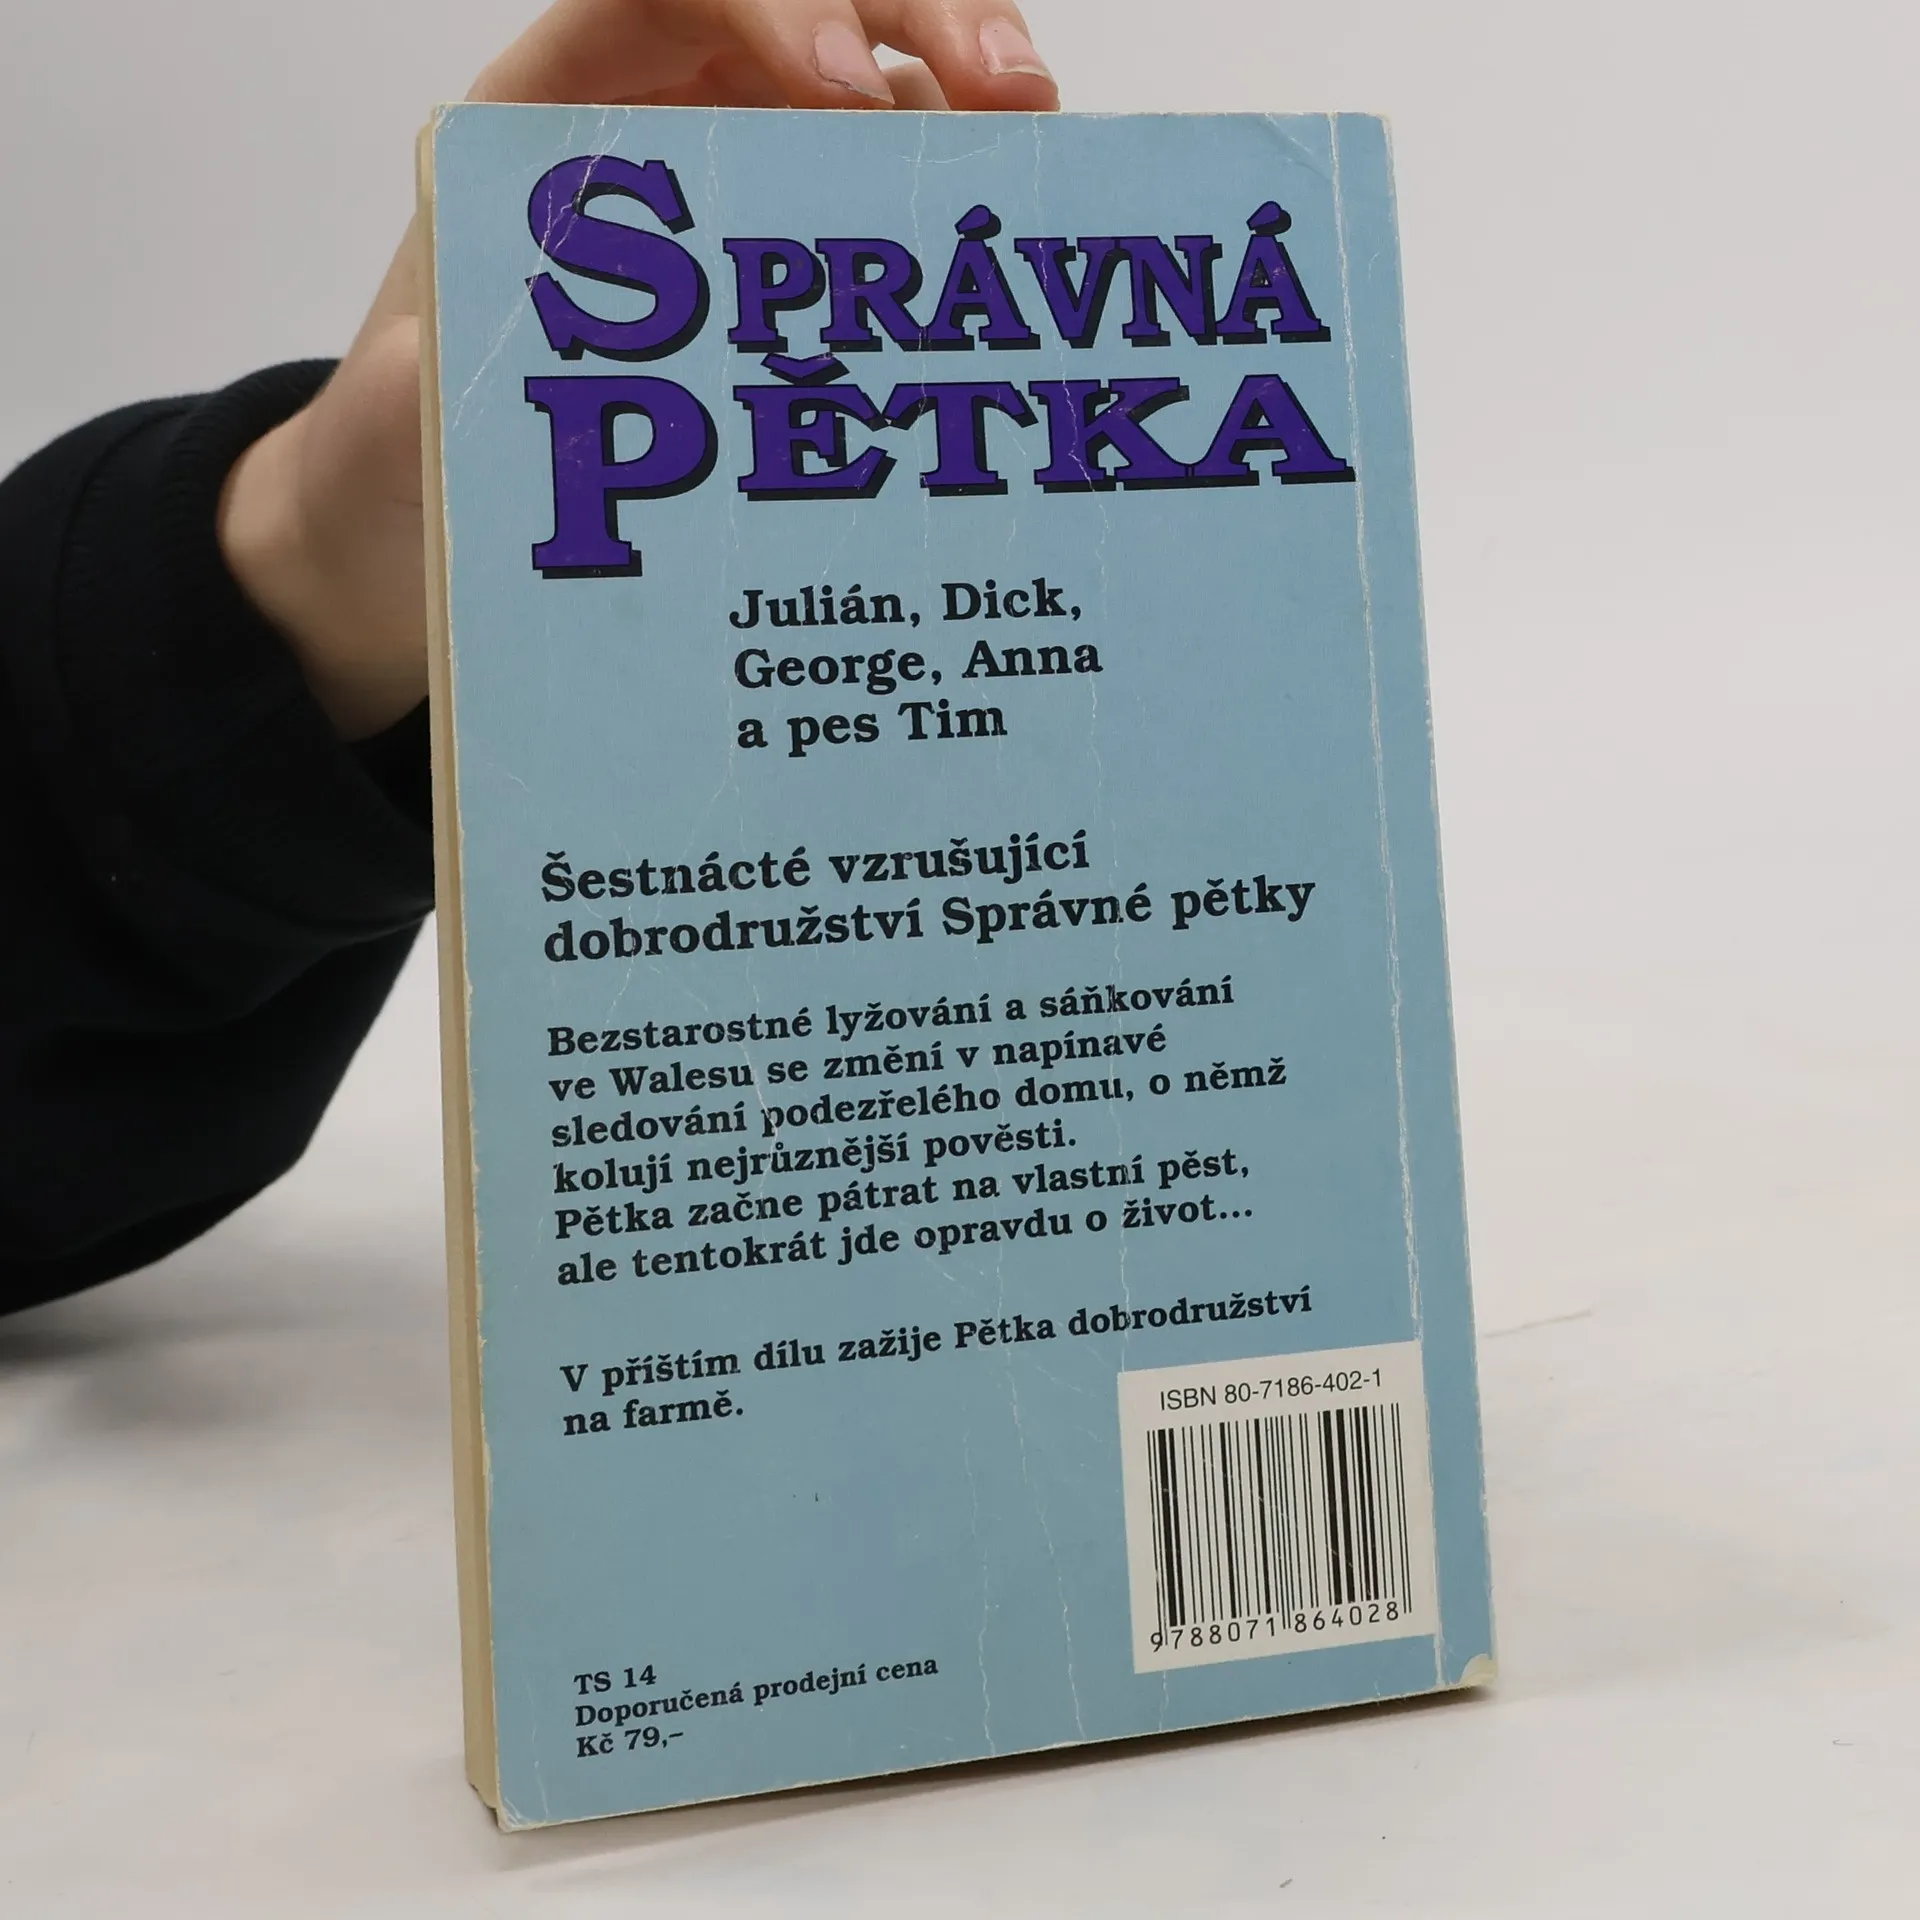 SPRÁVNÁ
PĚTKA
Julián, Dick,
George, Anna
a pes Tim
Šestnácté vzrušující
dobrodružství Správné pětky
Bezstarostné lyžování a sáňkování
ve Walesu se změní v napínavé
sledování podezřelého domu, o němž
kolují nejrůznější pověsti.
Pětka začne pátrat na vlastní pěst,
ale tentokrát jde opravdu o život...
V příštím dílu zažije Pětka dobrodružství
na farmě.
ISBN 80-7186-402-1
9788071864028
TS 14
Doporučená prodejní cena
Kč 79,–